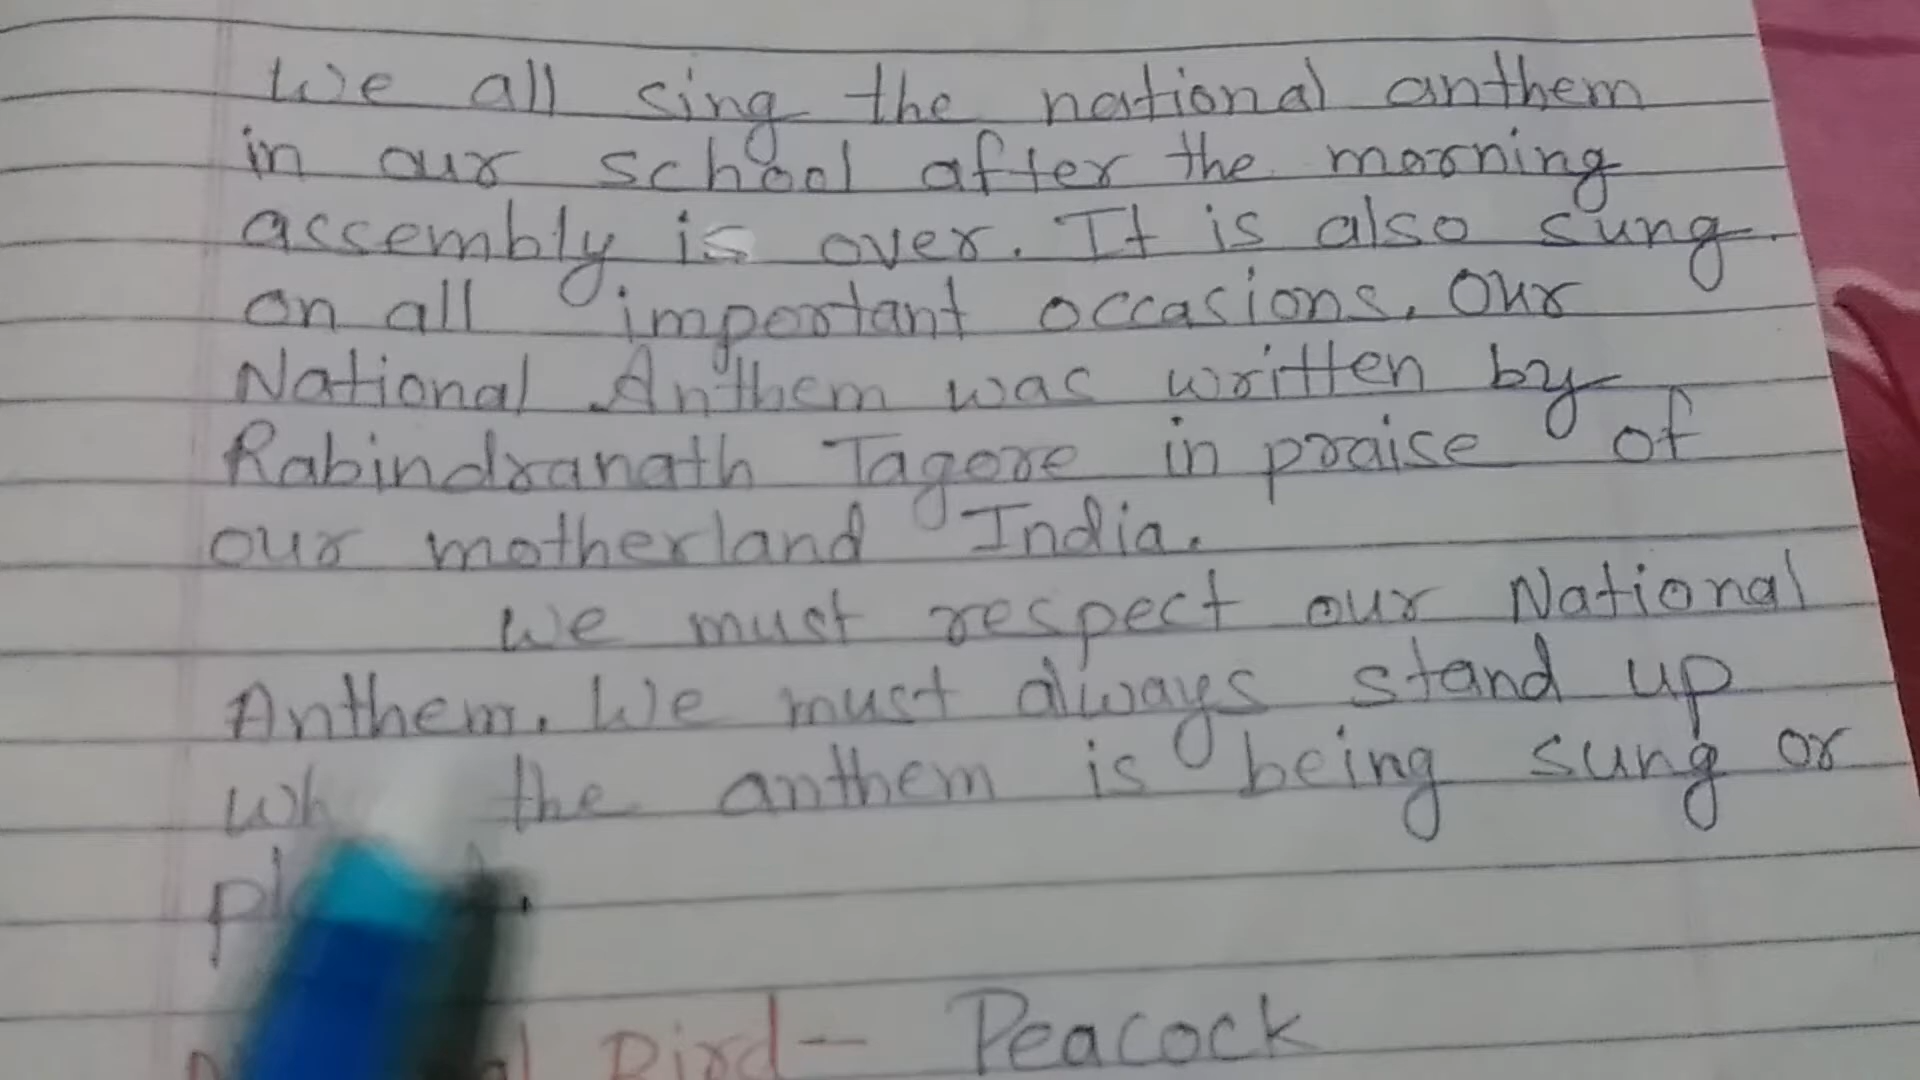 We all sing the national anthem
in our school after the morning
assembly is over. It is also sung
on all important occasions. Our
National Anthem was written by
Rabindranath Tagore in praise of
our motherland India.
We must respect our National
Anthem. We must always stand up
the anthem is being sung or
Bird- Peacock